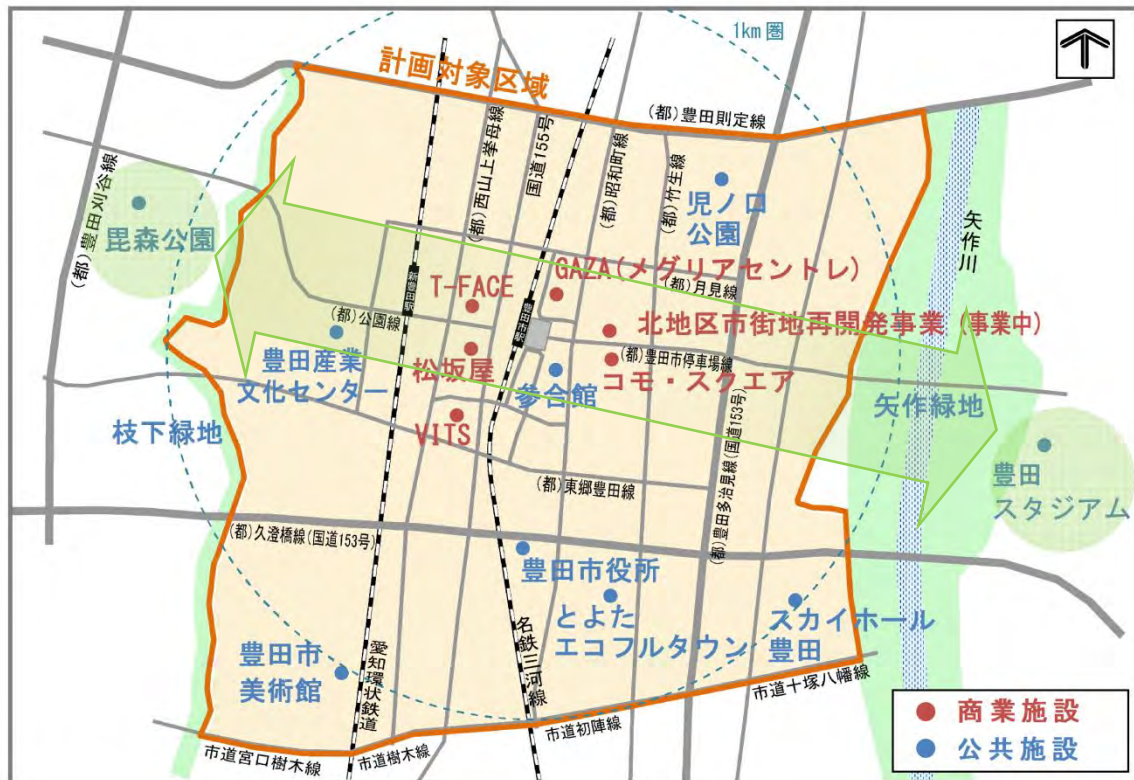 1km圏
計画対象区域
(都)豊田則定線
(都)豊田刈谷線
(都)西山上挙母線
国道155号
(都)昭和町線
(都)竹生線
児ノ口
公園
毘森公園
矢作川
GAZA(メグリアセントレ)
T-FACE
(都)月見線
(都)公園線
北地区市街地再開発事業(事業中)
(都)豊田市停車場線
豊田産業
文化センター
松坂屋
参合館
コモ・スクエア
矢作緑地
枝下緑地
VITS
豊田
スタジアム
(都)東郷豊田線
(都)豊田多治見線(国道153号)
(都)久澄橋線(国道153号)
豊田市役所
とよた
エコフルタウン
スカイホール
豊田
豊田市
美術館
愛知環状鉄道
名鉄三河線
市道十塚八幡線
市道初陣線
市道樹木線
市道宮口樹木線
商業施設
公共施設